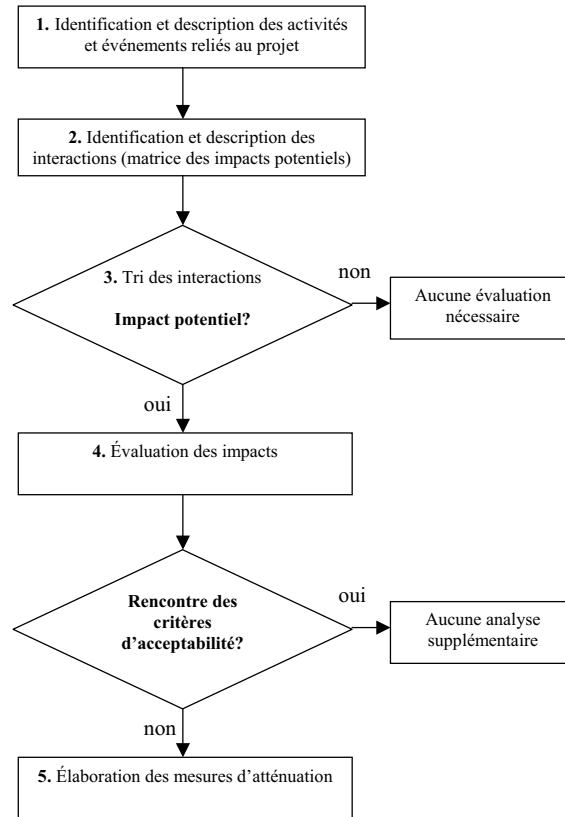 1. Identification et description des activités
et événements reliés au projet
2. Identification et description des
interactions (matrice des impacts potentiels)
3. Tri des interactions
Impact potentiel?
non
Aucune évaluation
nécessaire
oui
4. Évaluation des impacts
Rencontre des
critères
d’acceptabilité?
oui
Aucune analyse
supplémentaire
non
5. Élaboration des mesures d’atténuation